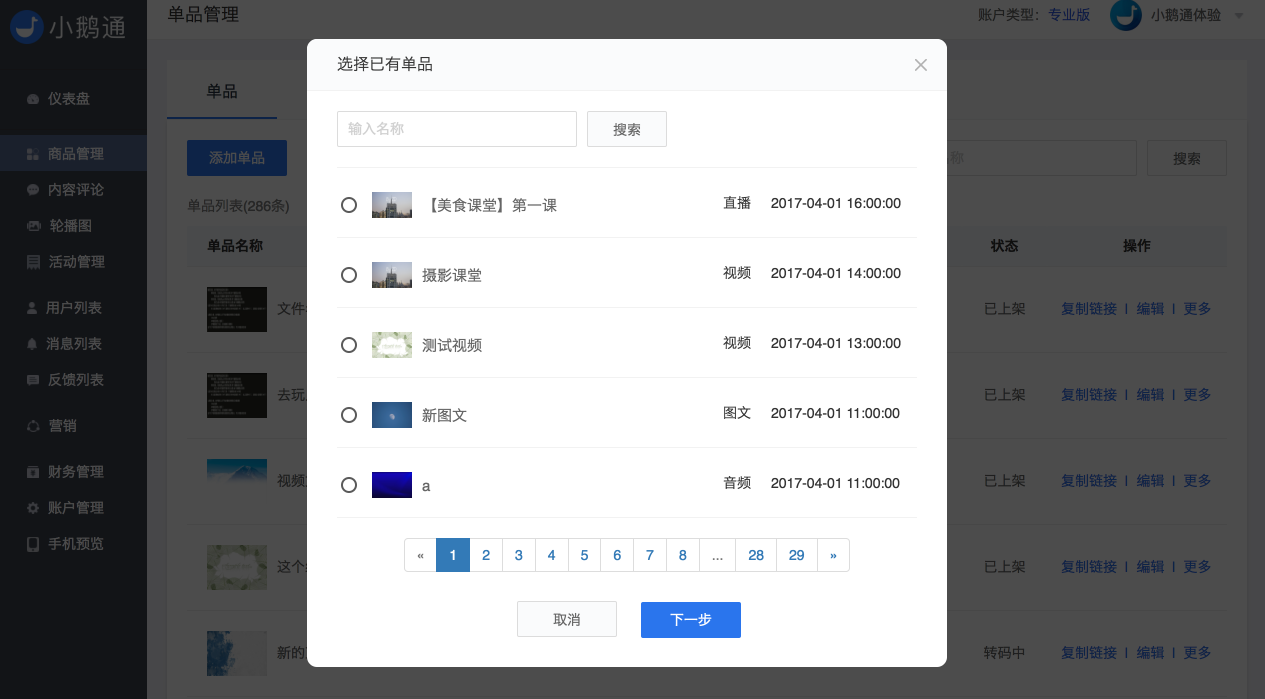 小鹅通
单品管理
账户类型：专业版
小鹅通体验
仪表盘
商品管理
内容评论
轮播图
活动管理
用户列表
消息列表
反馈列表
营销
财务管理
账户管理
手机预览
单品
添加单品
称
搜索
单品列表(286条)
单品名称
状态
操作
文件
已上架
复制链接 | 编辑 | 更多
去玩
已上架
复制链接 | 编辑 | 更多
视频
已上架
复制链接 | 编辑 | 更多
这个
已上架
复制链接 | 编辑 | 更多
新的
转码中
复制链接 | 编辑 | 更多
选择已有单品
输入名称
搜索
【美食课堂】第一课 直播 2017-04-01 16:00:00
摄影课堂 视频 2017-04-01 14:00:00
测试视频 视频 2017-04-01 13:00:00
新图文 图文 2017-04-01 11:00:00
a 音频 2017-04-01 11:00:00
« 1 2 3 4 5 6 7 8 ... 28 29 »
取消
下一步